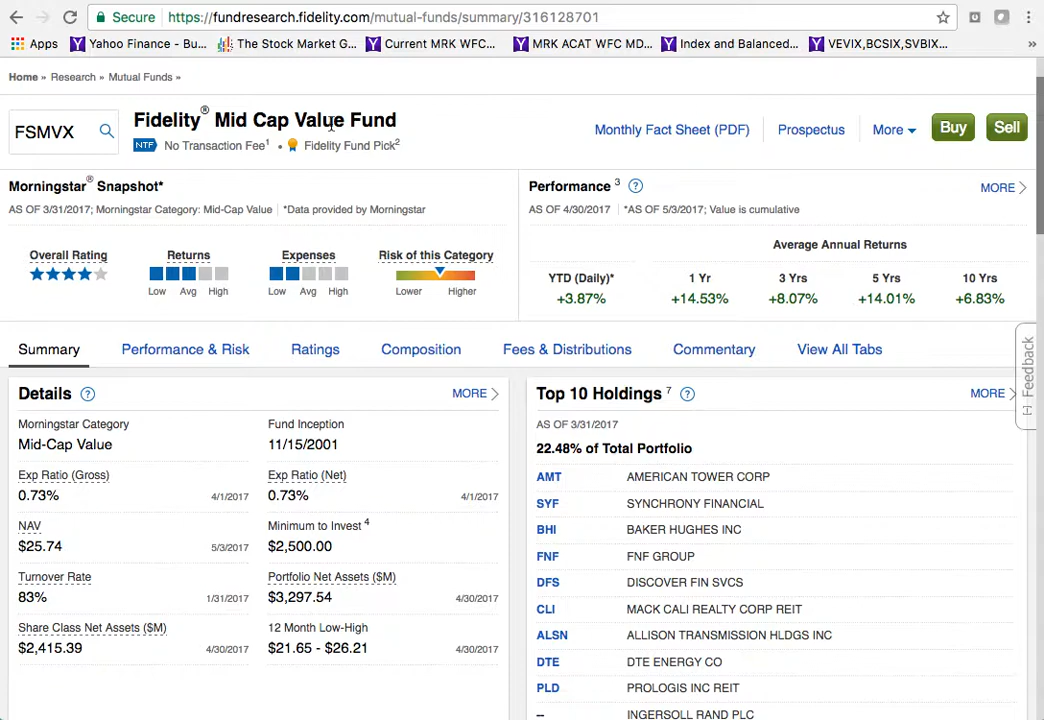 Secure https://fundresearch.fidelity.com/mutual-funds/summary/316128701
Apps Yahoo Finance - Bu... The Stock Market G... Current MRK WFC... MRK ACAT WFC MD... Index and Balanced... VEVIX,BCSIX,SVBIX... »
Home » Research » Mutual Funds »
FSMVX
Fidelity® Mid Cap Value Fund
NTF No Transaction Fee1 • Fidelity Fund Pick2
Monthly Fact Sheet (PDF) Prospectus More Buy Sell
Morningstar® Snapshot*
AS OF 3/31/2017; Morningstar Category: Mid-Cap Value *Data provided by Morningstar
Overall Rating Returns Expenses Risk of this Category
Low Avg High Low Avg High Lower Higher
Performance 3 ? MORE
AS OF 4/30/2017 *AS OF 5/3/2017; Value is cumulative
Average Annual Returns
YTD (Daily)* 1 Yr 3 Yrs 5 Yrs 10 Yrs
+3.87% +14.53% +8.07% +14.01% +6.83%
Summary Performance & Risk Ratings Composition Fees & Distributions Commentary View All Tabs
[-] Feedback
Details ? MORE
Morningstar Category Fund Inception
Mid-Cap Value 11/15/2001
Exp Ratio (Gross) Exp Ratio (Net)
0.73% 4/1/2017 0.73% 4/1/2017
NAV Minimum to Invest 4
$25.74 5/3/2017 $2,500.00
Turnover Rate Portfolio Net Assets ($M)
83% 1/31/2017 $3,297.54 4/30/2017
Share Class Net Assets ($M) 12 Month Low-High
$2,415.39 4/30/2017 $21.65 - $26.21 4/30/2017
Top 10 Holdings 7 ? MORE
AS OF 3/31/2017
22.48% of Total Portfolio
AMT AMERICAN TOWER CORP
SYF SYNCHRONY FINANCIAL
BHI BAKER HUGHES INC
FNF FNF GROUP
DFS DISCOVER FIN SVCS
CLI MACK CALI REALTY CORP REIT
ALSN ALLISON TRANSMISSION HLDGS INC
DTE DTE ENERGY CO
PLD PROLOGIS INC REIT
-- INGERSOLL RAND PLC